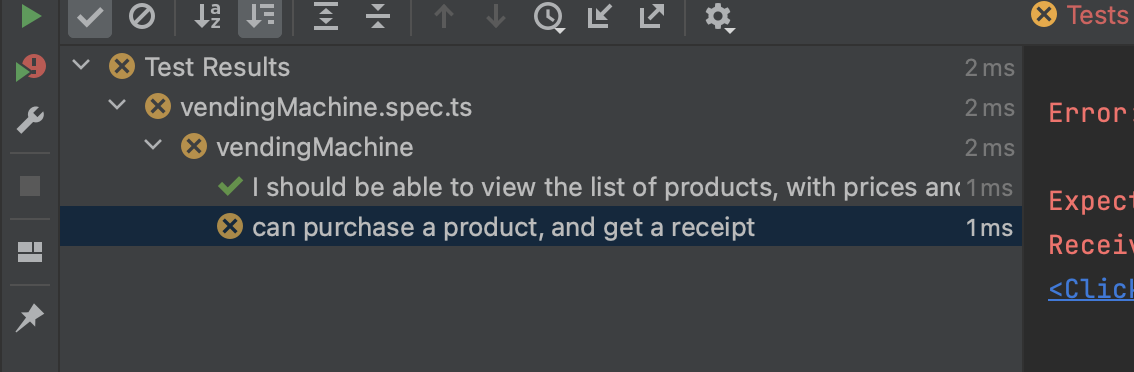 Tests
Test Results 2 ms
vendingMachine.spec.ts 2 ms
vendingMachine 2 ms
I should be able to view the list of products, with prices and 1 ms
can purchase a product, and get a receipt 1 ms
Error:
Expect
Receiv
<Click